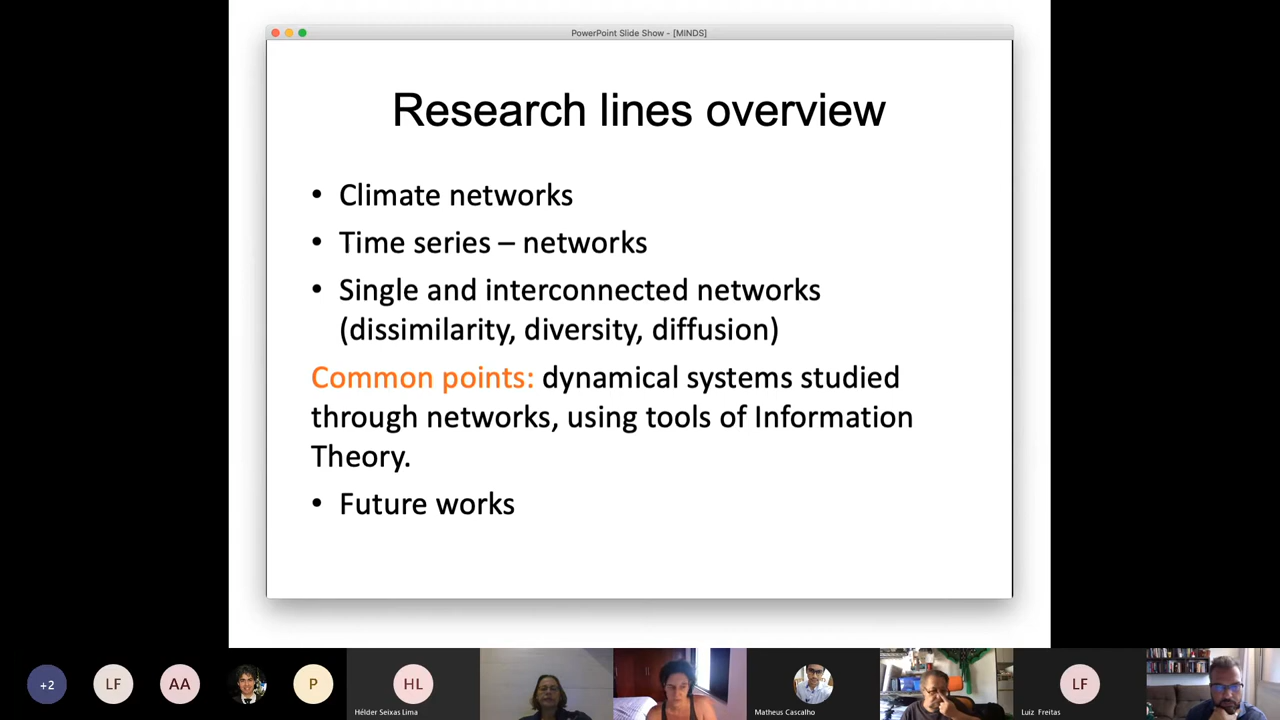 PowerPoint Slide Show - [MINDS]
Research lines overview
• Climate networks
• Time series – networks
• Single and interconnected networks
(dissimilarity, diversity, diffusion)
Common points: dynamical systems studied
through networks, using tools of Information
Theory.
• Future works
+2
LF
AA
P
HL
Hélder Seixas Lima
Matheus Cascalho
LF
Luiz Freitas